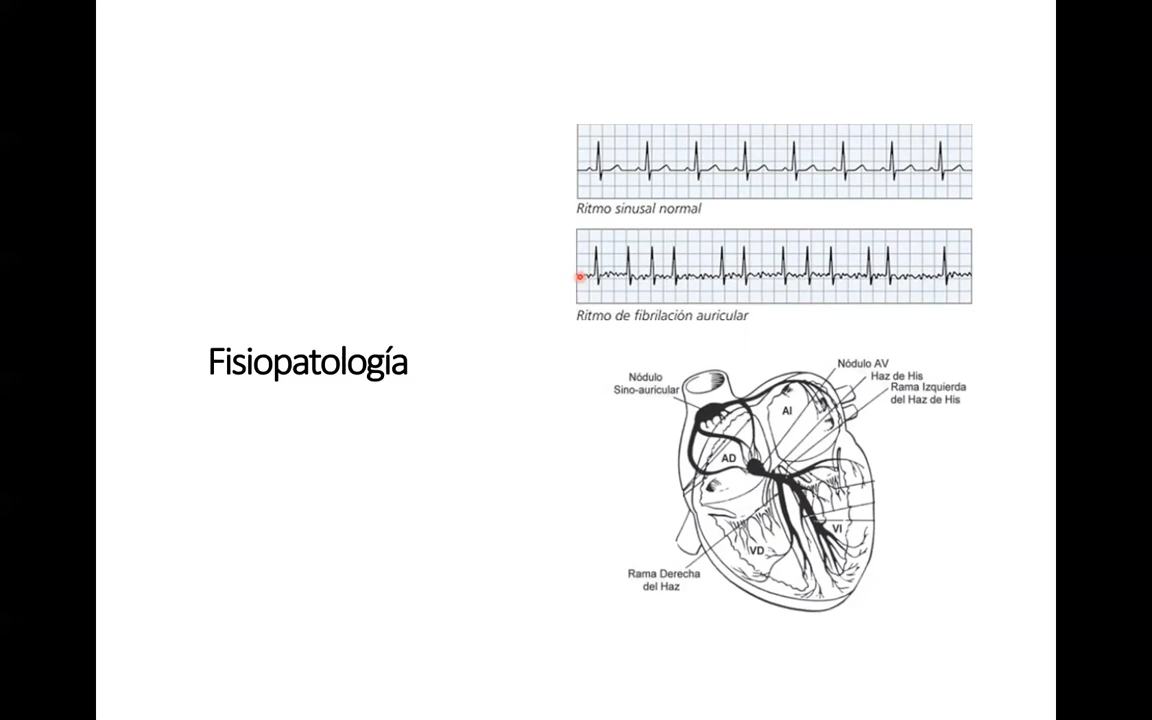 Fisiopatología
Ritmo sinusal normal
Ritmo de fibrilación auricular
Nódulo
Sino-auricular
Nódulo AV
Haz de His
Rama Izquierda
del Haz de His
AI
AD
VI
VD
Rama Derecha
del Haz